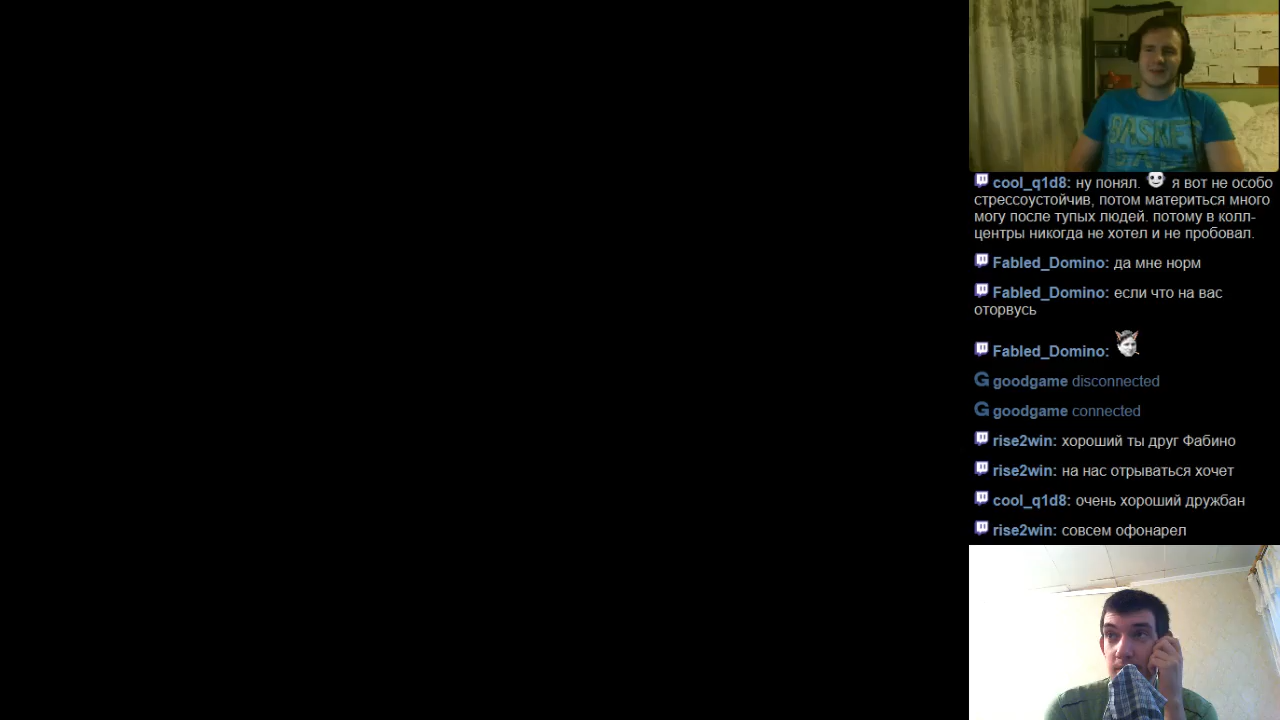 BASKET
BALL
cool_q1d8: ну понял. я вот не особо
стрессоустойчив, потом материться много
могу после тупых людей. потому в колл-
центры никогда не хотел и не пробовал.
Fabled_Domino: да мне норм
Fabled_Domino: если что на вас
оторвусь
Fabled_Domino:
goodgame disconnected
goodgame connected
rise2win: хороший ты друг Фабино
rise2win: на нас отрываться хочет
cool_q1d8: очень хороший дружбан
rise2win: совсем офонарел